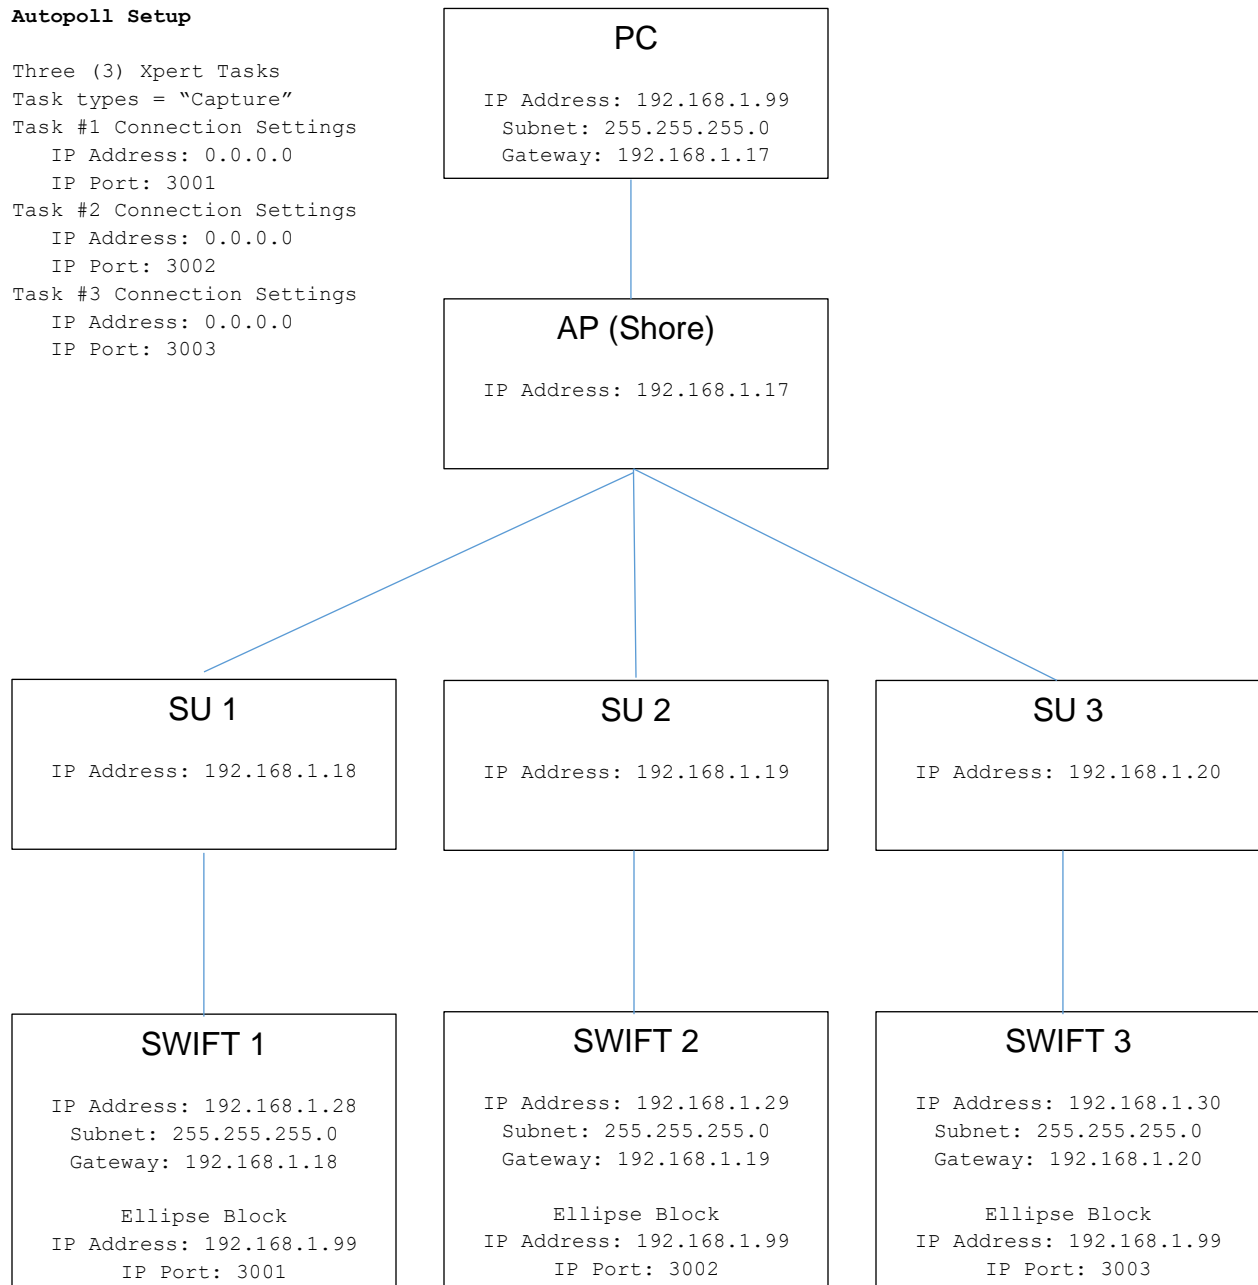 Autopoll Setup
Three (3) Xpert Tasks
Task types = “Capture”
Task #1 Connection Settings
IP Address: 0.0.0.0
IP Port: 3001
Task #2 Connection Settings
IP Address: 0.0.0.0
IP Port: 3002
Task #3 Connection Settings
IP Address: 0.0.0.0
IP Port: 3003
PC
IP Address: 192.168.1.99
Subnet: 255.255.255.0
Gateway: 192.168.1.17
AP (Shore)
IP Address: 192.168.1.17
SU 1
IP Address: 192.168.1.18
SU 2
IP Address: 192.168.1.19
SU 3
IP Address: 192.168.1.20
SWIFT 1
IP Address: 192.168.1.28
Subnet: 255.255.255.0
Gateway: 192.168.1.18
Ellipse Block
IP Address: 192.168.1.99
IP Port: 3001
SWIFT 2
IP Address: 192.168.1.29
Subnet: 255.255.255.0
Gateway: 192.168.1.19
Ellipse Block
IP Address: 192.168.1.99
IP Port: 3002
SWIFT 3
IP Address: 192.168.1.30
Subnet: 255.255.255.0
Gateway: 192.168.1.20
Ellipse Block
IP Address: 192.168.1.99
IP Port: 3003